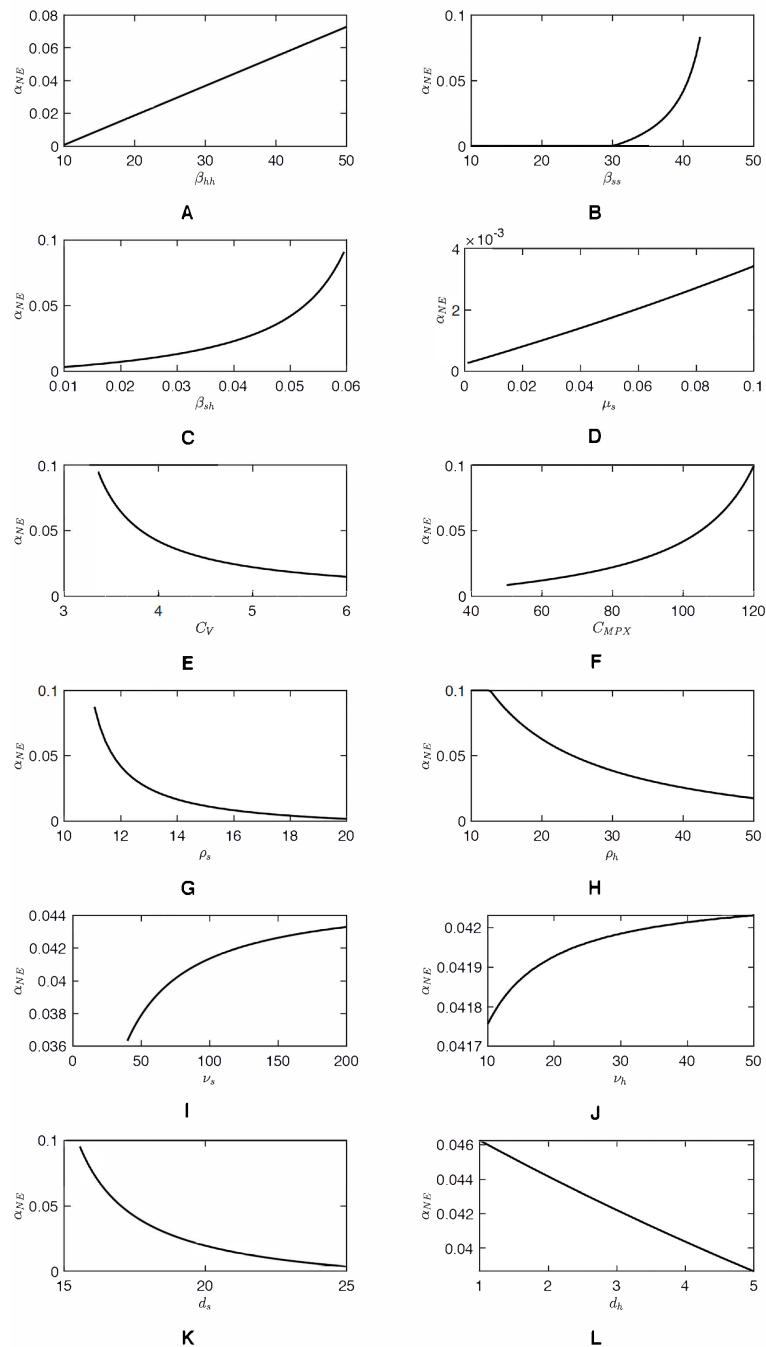 0.08
0.06
0.04
0.02
0
α_NE
10 20 30 40 50
β_hh
A
0.1
0.05
0
α_NE
10 20 30 40 50
β_ss
B
0.1
0.05
0
α_NE
0.01 0.02 0.03 0.04 0.05 0.06
β_sh
C
4 ×10^-3
2
0
α_NE
0 0.02 0.04 0.06 0.08 0.1
μ_s
D
0.1
0.05
0
α_NE
3 4 5 6
C_V
E
0.1
0.05
0
α_NE
40 60 80 100 120
C_MPX
F
0.1
0.05
0
α_NE
10 12 14 16 18 20
ρ_s
G
0.1
0.05
0
α_NE
10 20 30 40 50
ρ_h
H
0.044
0.042
0.04
0.038
0.036
α_NE
0 50 100 150 200
ν_s
I
0.042
0.0419
0.0418
0.0417
α_NE
10 20 30 40 50
ν_h
J
0.1
0.05
0
α_NE
15 20 25
d_s
K
0.046
0.044
0.042
0.04
α_NE
1 2 3 4 5
d_h
L